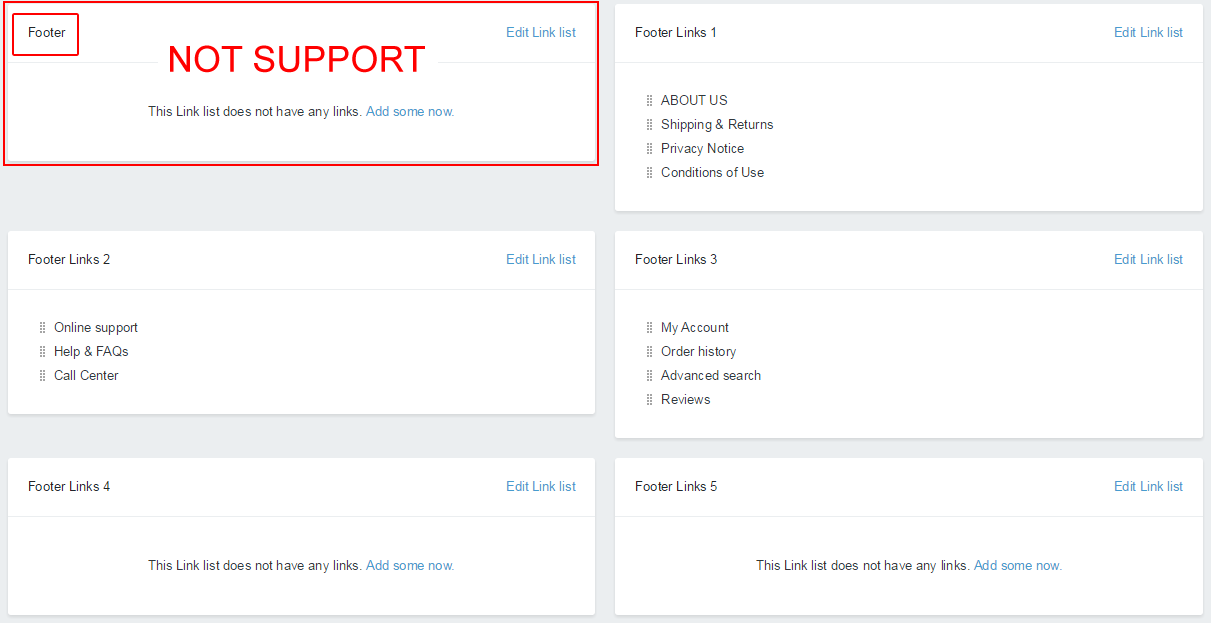 Footer
Edit Link list
NOT SUPPORT
This Link list does not have any links. Add some now.
Footer Links 1
Edit Link list
ABOUT US
Shipping & Returns
Privacy Notice
Conditions of Use
Footer Links 2
Edit Link list
Online support
Help & FAQs
Call Center
Footer Links 3
Edit Link list
My Account
Order history
Advanced search
Reviews
Footer Links 4
Edit Link list
This Link list does not have any links. Add some now.
Footer Links 5
Edit Link list
This Link list does not have any links. Add some now.